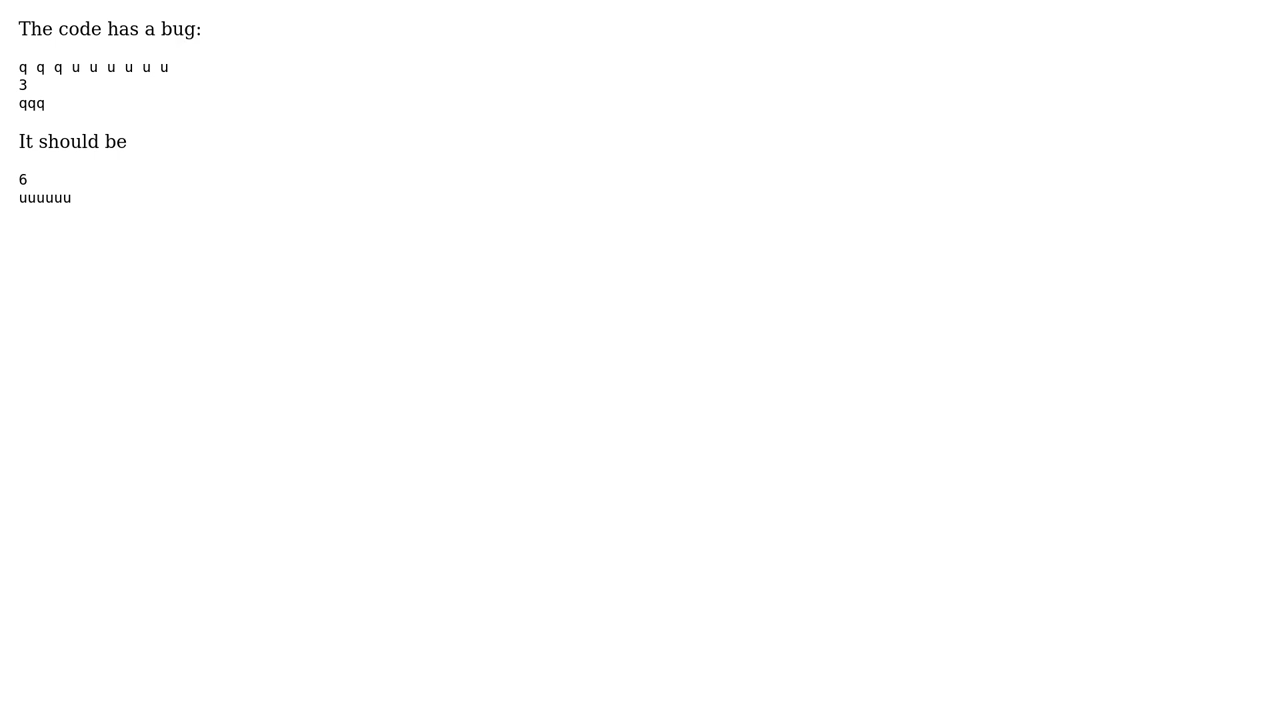 The code has a bug:
q q q u u u u u u
3
qqq
It should be
6
uuuuuu